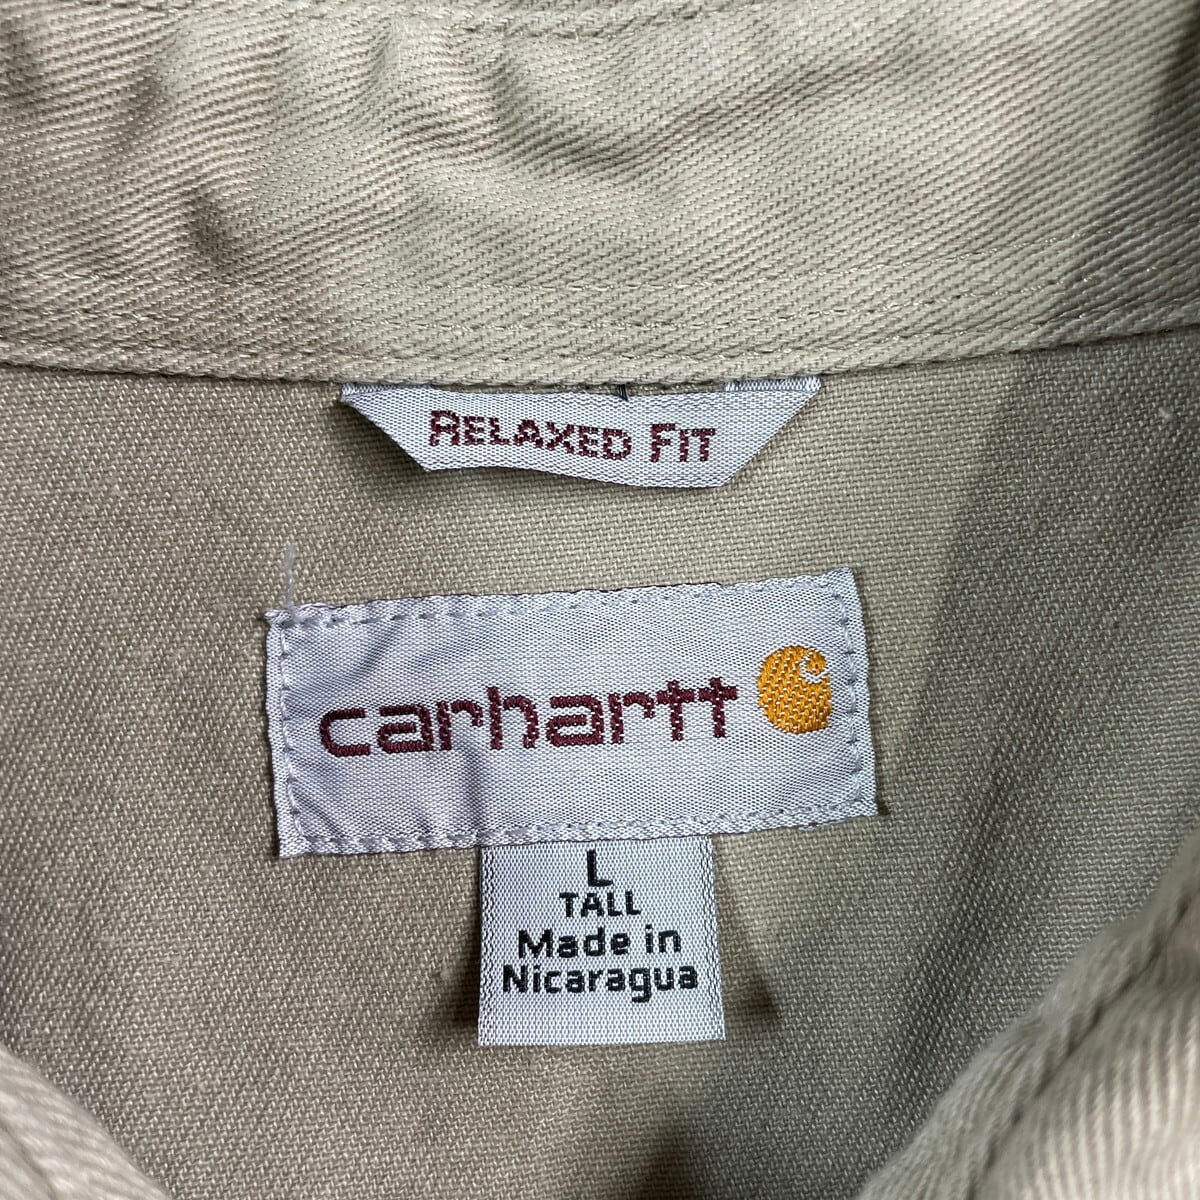 RELAXED FIT
carhartt
L
TALL
Made in
Nicaragua